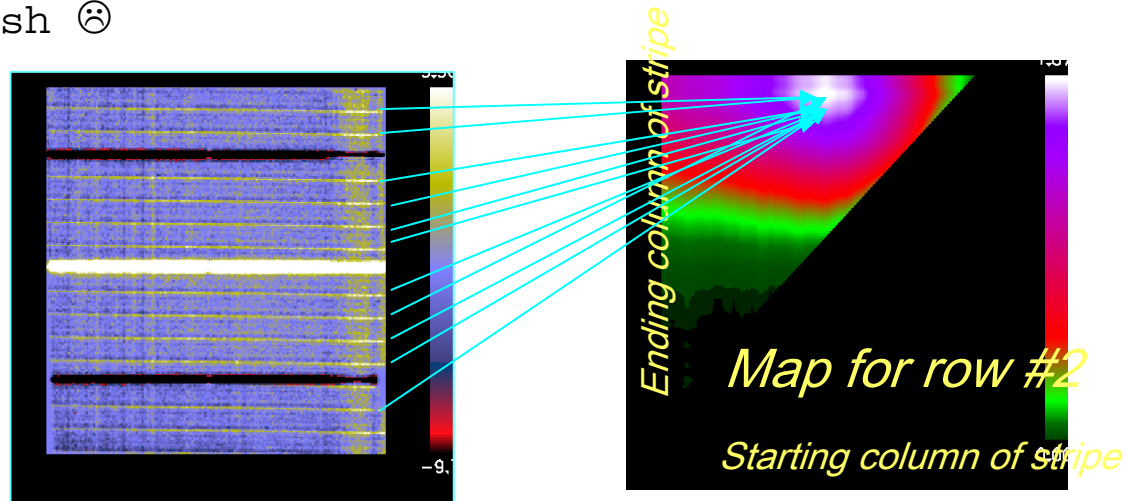 sh ☹
Ending column of stripe
Map for row #2
Starting column of stripe